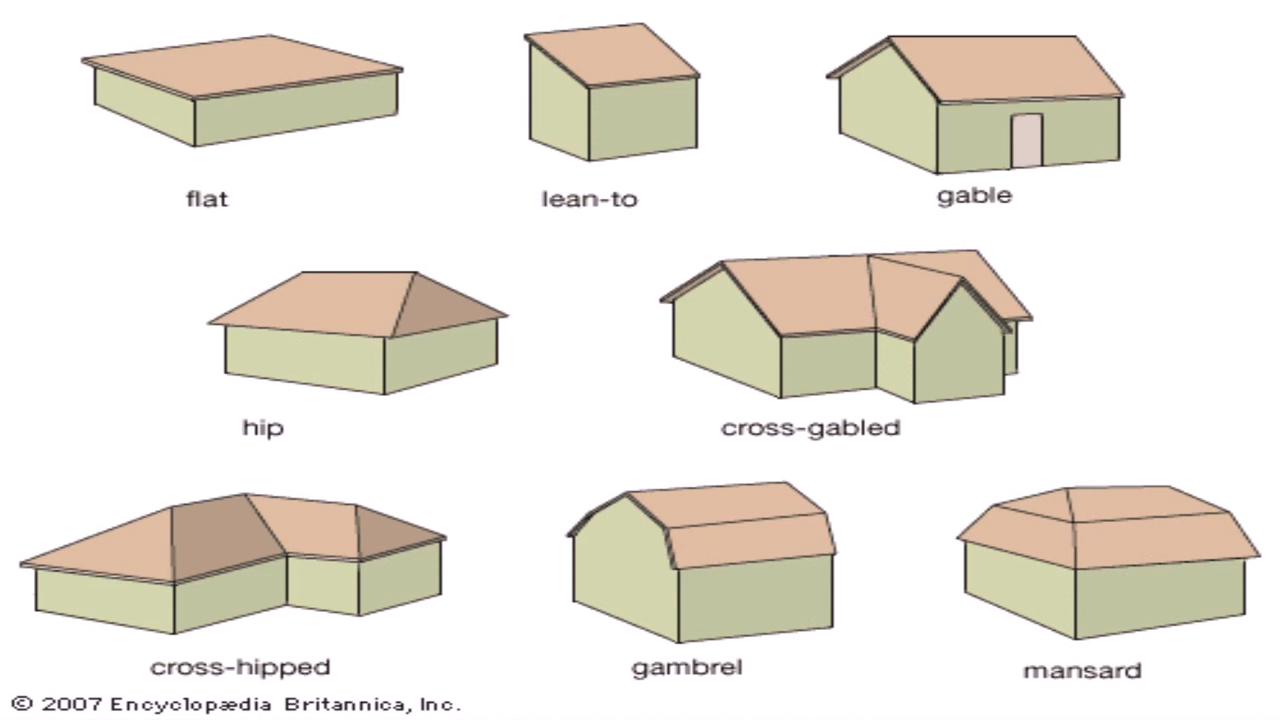 flat
lean-to
gable
hip
cross-gabled
cross-hipped
gambrel
mansard
© 2007 Encyclopædia Britannica, Inc.